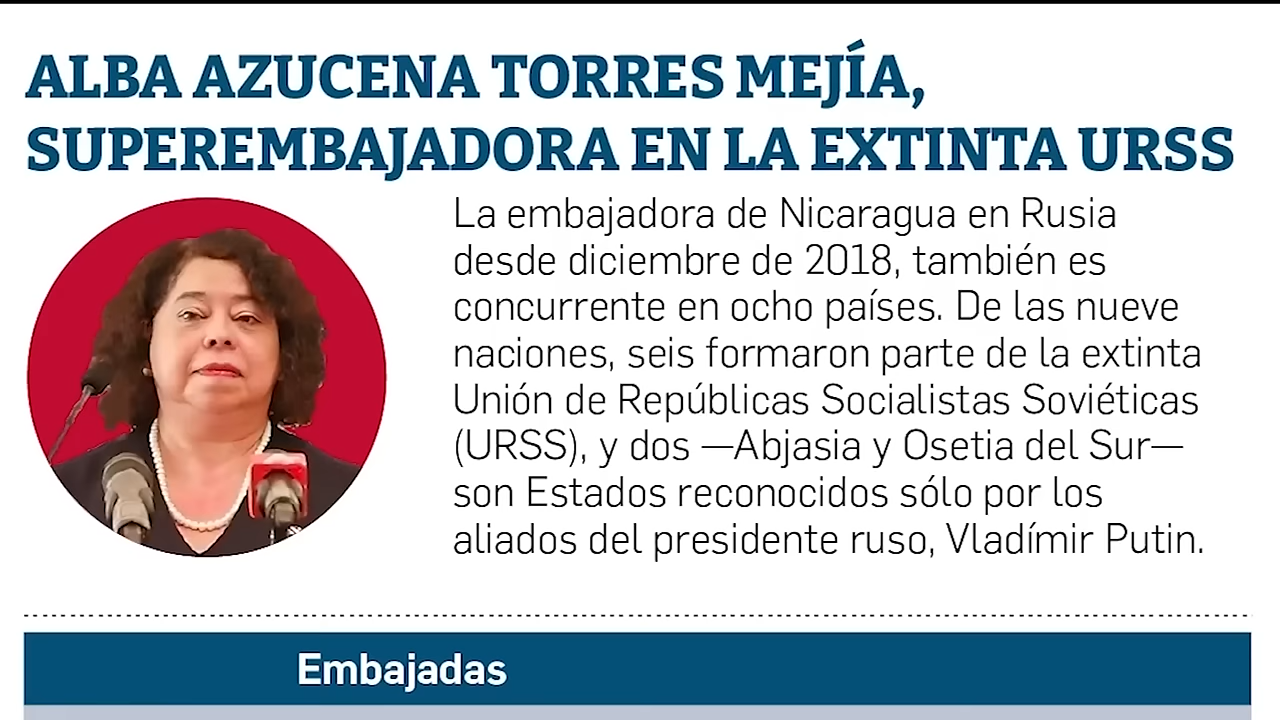 ALBA AZUCENA TORRES MEJÍA,
SUPEREMBAJADORA EN LA EXTINTA URSS
La embajadora de Nicaragua en Rusia
desde diciembre de 2018, también es
concurrente en ocho países. De las nueve
naciones, seis formaron parte de la extinta
Unión de Repúblicas Socialistas Soviéticas
(URSS), y dos —Abjasia y Osetia del Sur—
son Estados reconocidos sólo por los
aliados del presidente ruso, Vladímir Putin.
Embajadas